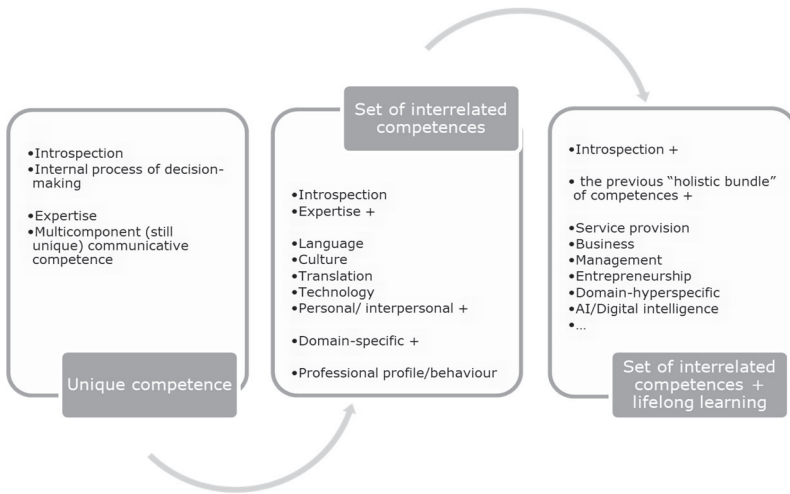 •Introspection
•Internal process of decision-
making
•Expertise
•Multicomponent (still
unique) communicative
competence
Unique competence
Set of interrelated
competences
•Introspection
•Expertise +
•Language
•Culture
•Translation
•Technology
•Personal/ interpersonal +
•Domain-specific +
•Professional profile/behaviour
•Introspection +
• the previous “holistic bundle”
of competences +
•Service provision
•Business
•Management
•Entrepreneurship
•Domain-hyperspecific
•AI/Digital intelligence
•…
Set of interrelated
competences +
lifelong learning